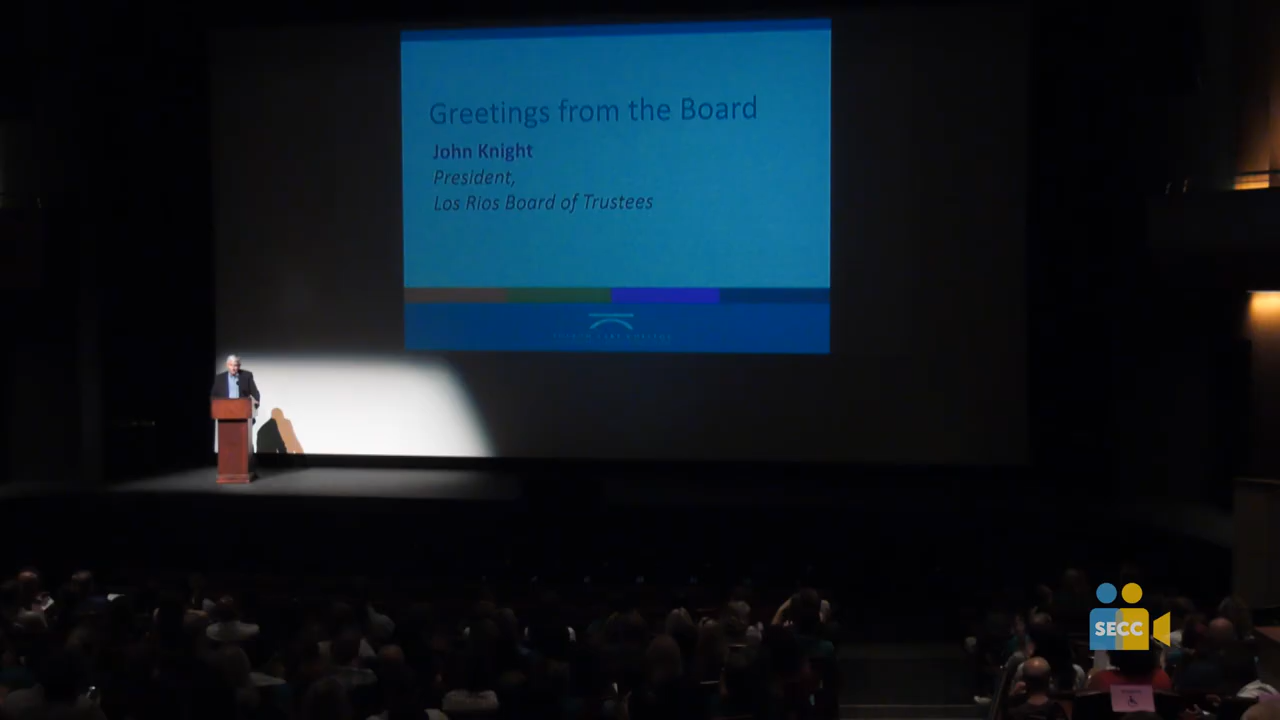 Greetings from the Board
John Knight
President,
Los Rios Board of Trustees
SECC